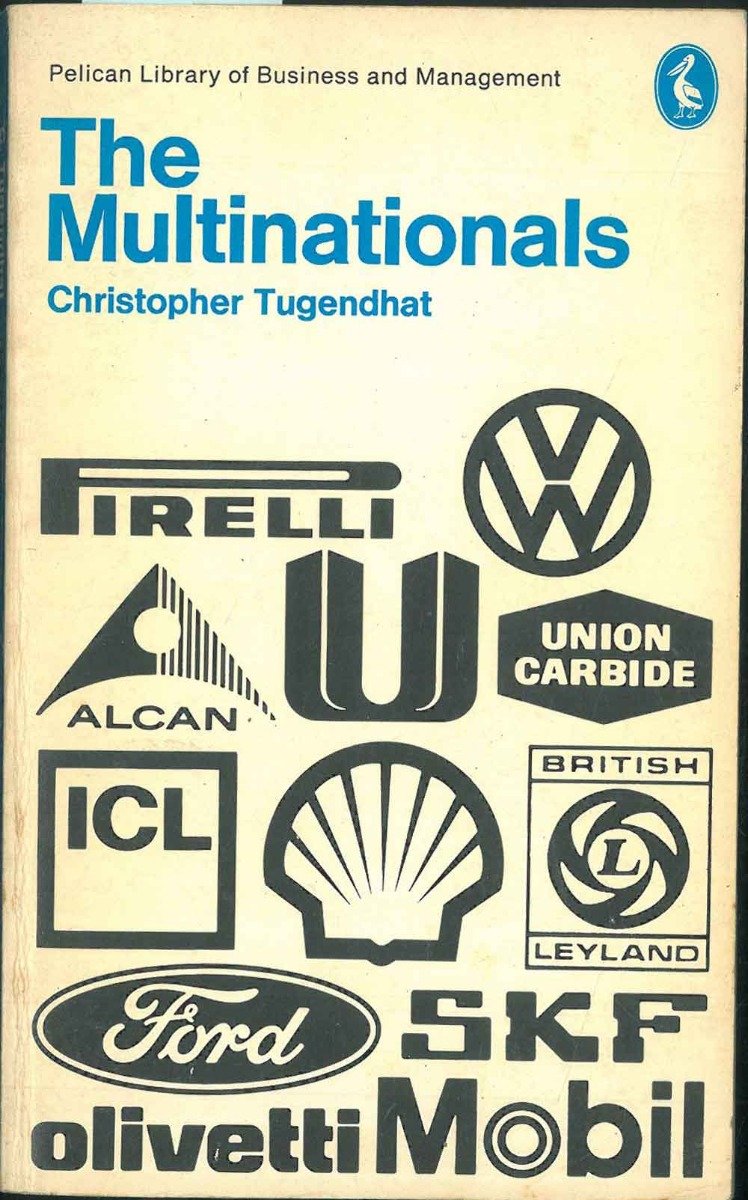 Pelican Library of Business and Management
The
Multinationals
Christopher Tugendhat
PIRELLI
VW
ALCAN
U
UNION
CARBIDE
ICL
BRITISH
L
LEYLAND
Ford
SKF
olivetti
Mobil